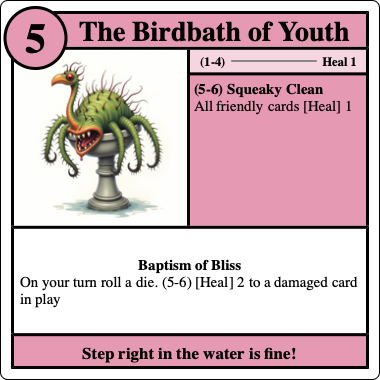 5
The Birdbath of Youth
(1-4) Heal 1
(5-6) Squeaky Clean
All friendly cards [Heal] 1
Baptism of Bliss
On your turn roll a die. (5-6) [Heal] 2 to a damaged card
in play
Step right in the water is fine!